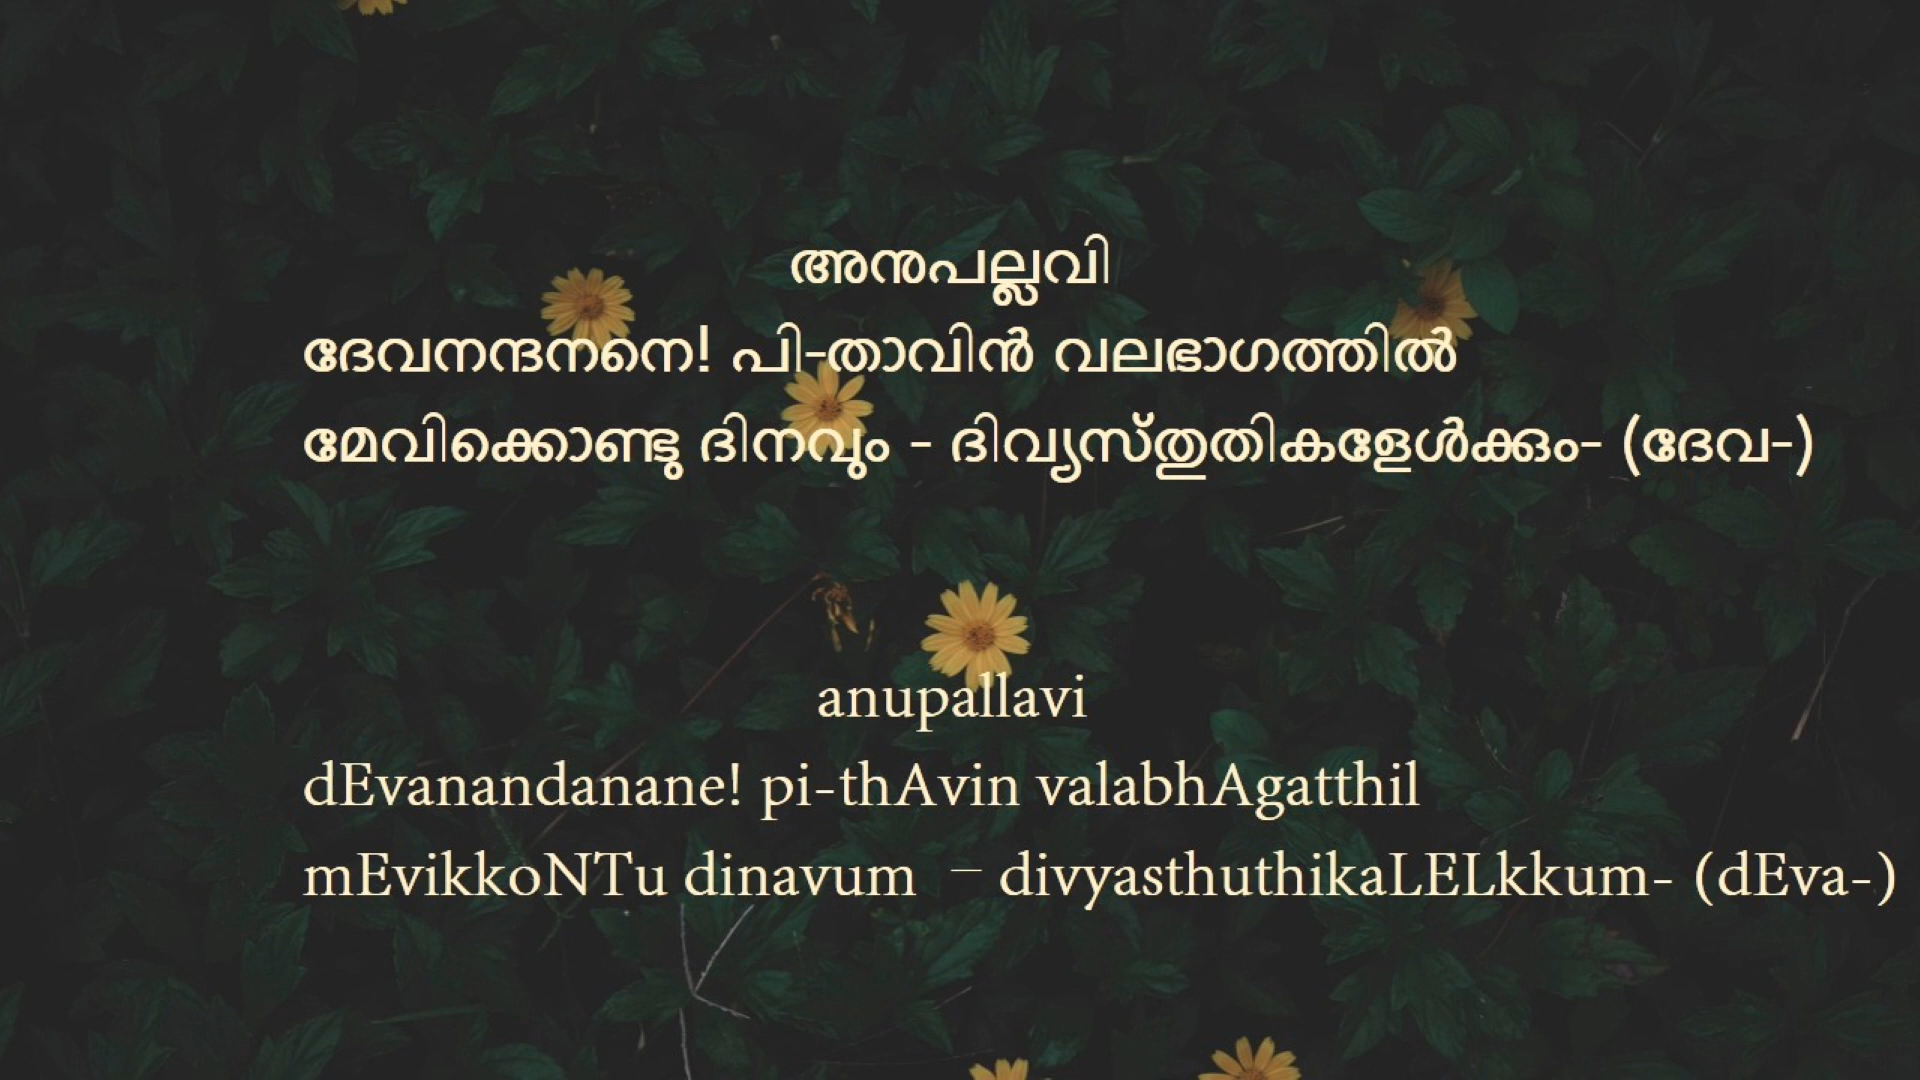 അനുപല്ലവി
ദേവനന്ദനനെ! പി-താവിൻ വലഭാഗത്തിൽ
മേവിക്കൊണ്ടു ദിനവും - ദിവ്യസ്തുതികളേൾക്കും- (ദേവ-)
anupallavi
dEvanandanane! pi-thAvin valabhAgatthil
mEvikkoNTu dinavum – divyasthuthikaLELkkum- (dEva-)